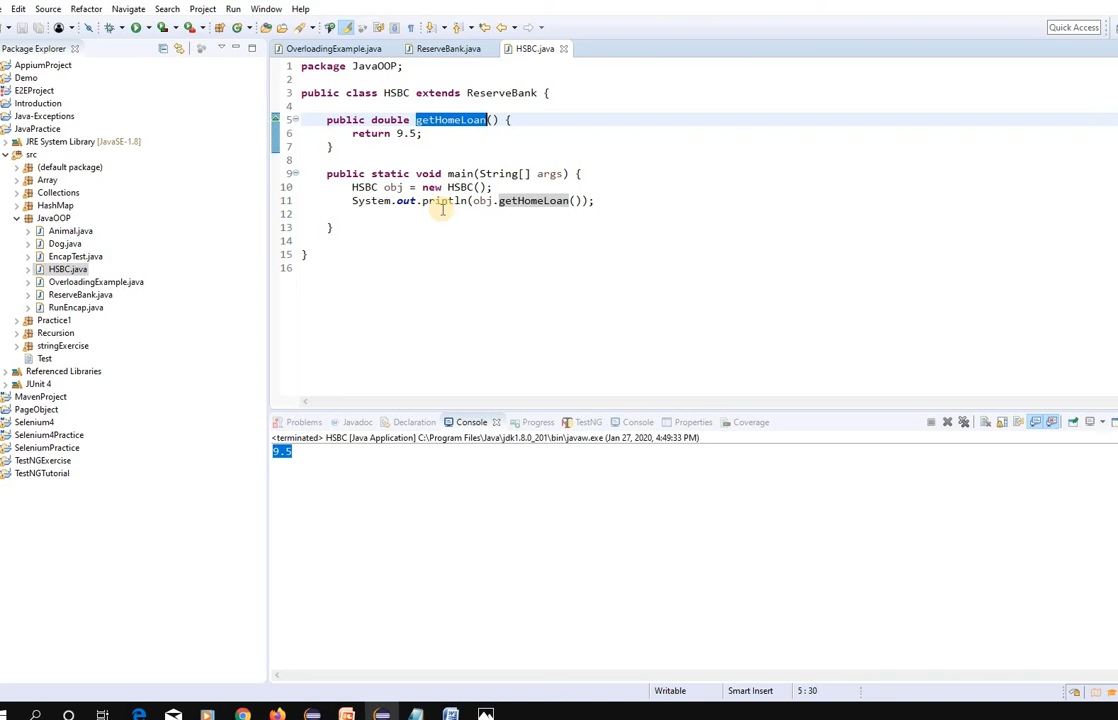 Edit Source Refactor Navigate Search Project Run Window Help
Quick Access
Package Explorer
OverloadingExample.java ReserveBank.java HSBC.java
AppiumProject
Demo
E2EProject
Introduction
Java-Exceptions
JavaPractice
JRE System Library [JavaSE-1.8]
src
(default package)
Array
Collections
HashMap
JavaOOP
Animal.java
Dog.java
EncapTest.java
HSBC.java
OverloadingExample.java
ReserveBank.java
RunEncap.java
Practice1
Recursion
stringExercise
Test
Referenced Libraries
JUnit 4
MavenProject
PageObject
Selenium4
Selenium4Practice
SeleniumPractice
TestNGExercise
TestNGTutorial
1 package JavaOOP;
2
3 public class HSBC extends ReserveBank {
4
5 public double getHomeLoan() {
6 return 9.5;
7 }
8
9 public static void main(String[] args) {
10 HSBC obj = new HSBC();
11 System.out.println(obj.getHomeLoan());
12
13 }
14
15 }
16
Problems Javadoc Declaration Console Progress TestNG Console Properties Coverage
<terminated> HSBC [Java Application] C:\Program Files\Java\jdk1.8.0_201\bin\javaw.exe (Jan 27, 2020, 4:49:33 PM)
9.5
Writable Smart Insert 5 : 30